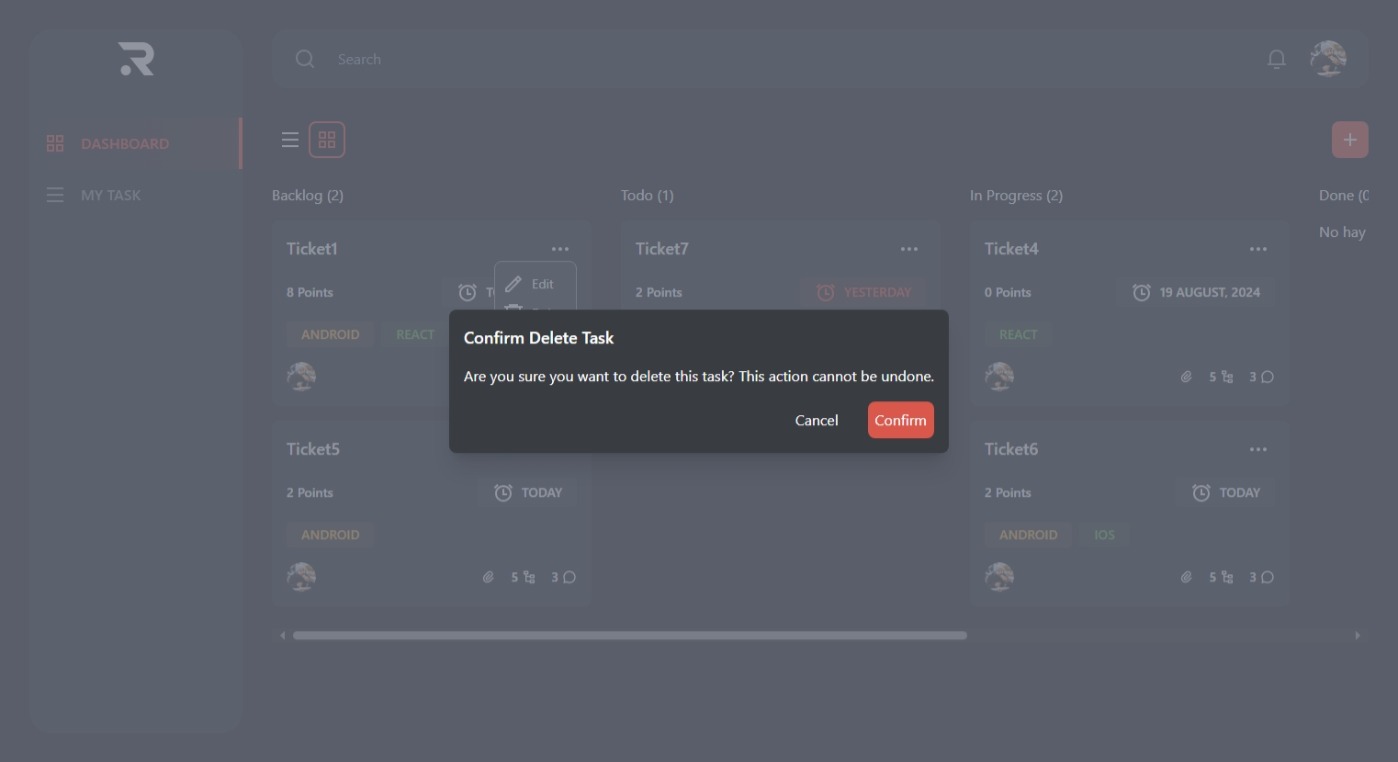 Search
DASHBOARD
MY TASK
Backlog (2)
Todo (1)
In Progress (2)
Done (0
Ticket1
8 Points
Edit
ANDROID
REACT
Ticket7
2 Points
YESTERDAY
Ticket4
0 Points
19 AUGUST, 2024
REACT
5
3
No hay
Confirm Delete Task
Are you sure you want to delete this task? This action cannot be undone.
Cancel
Confirm
Ticket5
2 Points
TODAY
ANDROID
5
3
Ticket6
2 Points
TODAY
ANDROID
IOS
5
3